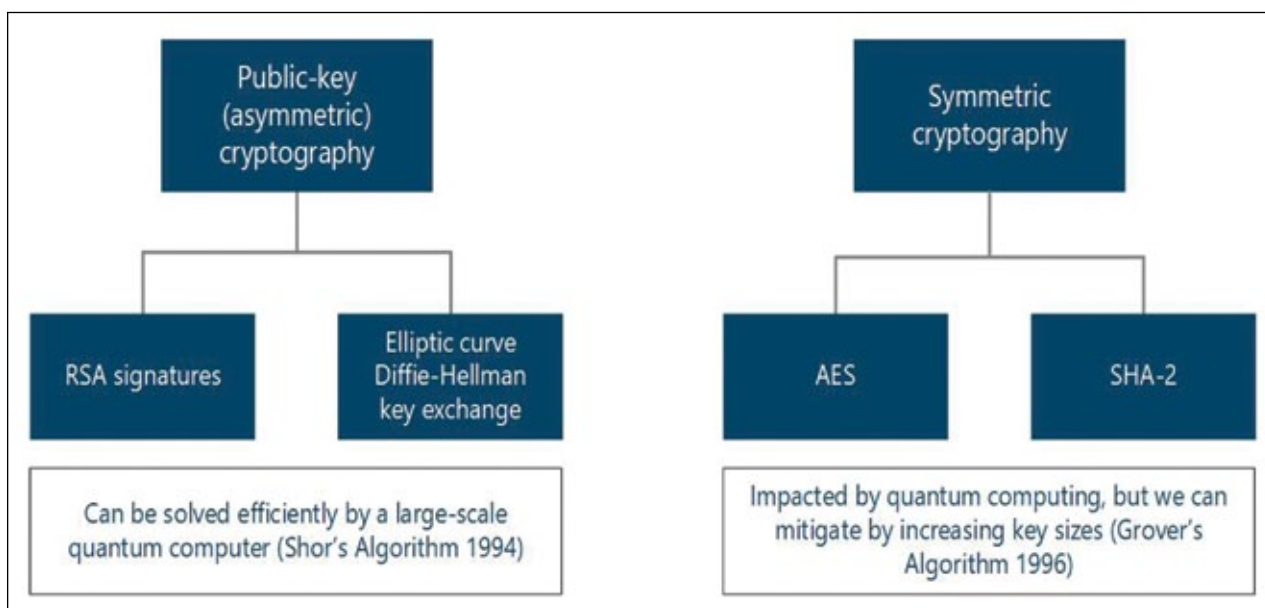 Public-key
(asymmetric)
cryptography
RSA signatures
Elliptic curve
Diffie-Hellman
key exchange
Can be solved efficiently by a large-scale
quantum computer (Shor's Algorithm 1994)
Symmetric
cryptography
AES
SHA-2
Impacted by quantum computing, but we can
mitigate by increasing key sizes (Grover's
Algorithm 1996)